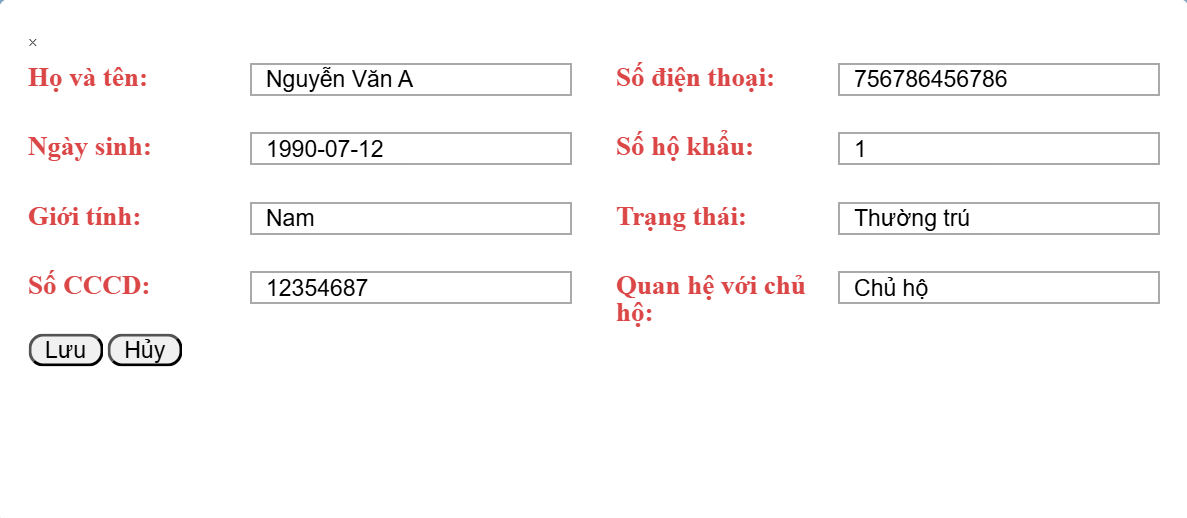 ×
Họ và tên: Nguyễn Văn A Số điện thoại: 756786456786
Ngày sinh: 1990-07-12 Số hộ khẩu: 1
Giới tính: Nam Trạng thái: Thường trú
Số CCCD: 12354687 Quan hệ với chủ Chủ hộ
hộ:
Lưu Hủy